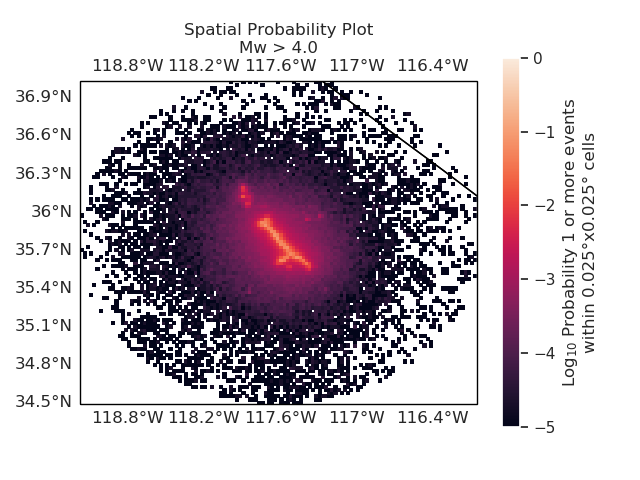 Spatial Probability Plot
Mw > 4.0
118.8°W 118.2°W 117.6°W 117°W 116.4°W
36.9°N
36.6°N
36.3°N
36°N
35.7°N
35.4°N
35.1°N
34.8°N
34.5°N
118.8°W 118.2°W 117.6°W 117°W 116.4°W
0
−1
−2
−3
−4
−5
Log₁₀ Probability 1 or more events
within 0.025°x0.025° cells